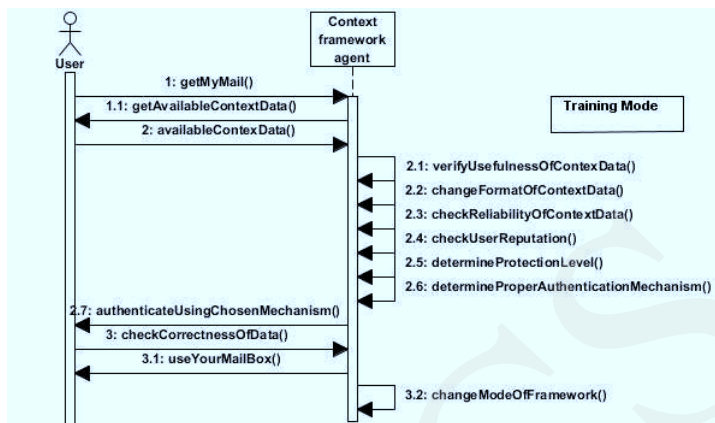 User
Context
framework
agent
1: getMyMail()
1.1: getAvailableContextData()
2: availableContexData()
Training Mode
2.1: verifyUsefulnessOfContexData()
2.2: changeFormatOfContextData()
2.3: checkReliabilityOfContextData()
2.4: checkUserReputation()
2.5: determineProtectionLevel()
2.6: determineProperAuthenticationMechanism()
2.7: authenticateUsingChosenMechanism()
3: checkCorrectnessOfData()
3.1: useYourMailBox()
3.2: changeModeOfFramework()